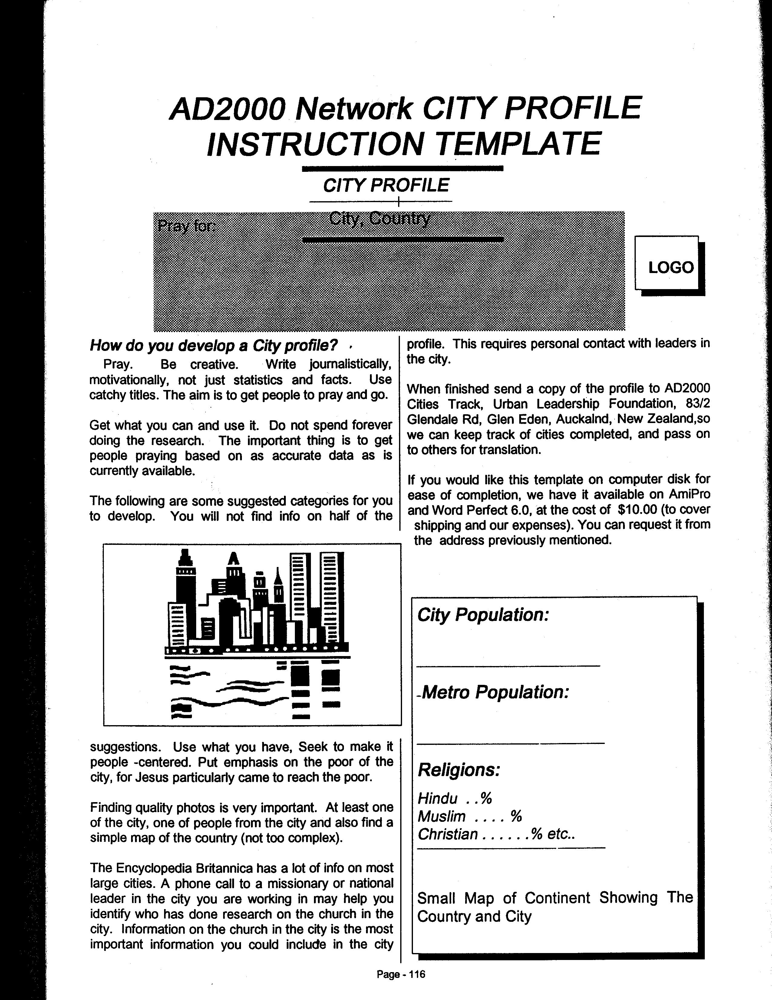 AD2000 Network CITY PROFILE
INSTRUCTION TEMPLATE
CITY PROFILE
City, Country
Pray for:
LOGO
How do you develop a City profile?
Pray. Be creative. Write journalistically,
motivationally, not just statistics and facts. Use
catchy titles. The aim is to get people to pray and go.
Get what you can and use it. Do not spend forever
doing the research. The important thing is to get
people praying based on as accurate data as is
currently available.
The following are some suggested categories for you
to develop. You will not find info on half of the
suggestions. Use what you have, Seek to make it
people -centered. Put emphasis on the poor of the
city, for Jesus particularly came to reach the poor.
Finding quality photos is very important. At least one
of the city, one of people from the city and also find a
simple map of the country (not too complex).
The Encyclopedia Britannica has a lot of info on most
large cities. A phone call to a missionary or national
leader in the city you are working in may help you
identify who has done research on the church in the
city. Information on the church in the city is the most
important information you could include in the city
profile. This requires personal contact with leaders in
the city.
When finished send a copy of the profile to AD2000
Cities Track, Urban Leadership Foundation, 83/2
Glendale Rd, Glen Eden, Auckalnd, New Zealand,so
we can keep track of cities completed, and pass on
to others for translation.
If you would like this template on computer disk for
ease of completion, we have it available on AmiPro
and Word Perfect 6.0, at the cost of $10.00 (to cover
shipping and our expenses). You can request it from
the address previously mentioned.
City Population:
-Metro Population:
Religions:
Hindu . .%
Muslim . . . . %
Christian . . . . . .% etc..
Small Map of Continent Showing The
Country and City
Page - 116